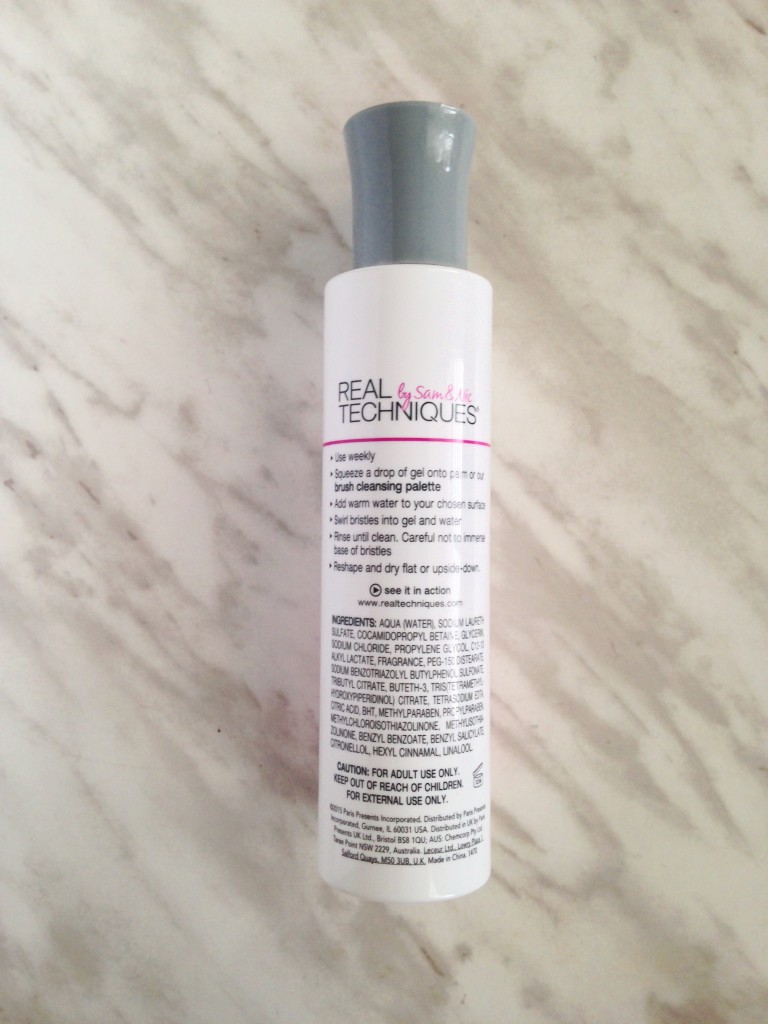 REAL by Sam & Nic
TECHNIQUES®
▸ Use weekly
▸ Squeeze a drop of gel onto palm or our
brush cleansing palette
▸ Add warm water to your chosen surface
▸ Swirl bristles into gel and water
▸ Rinse until clean. Careful not to immerse
base of bristles
▸ Reshape and dry flat or upside-down.
see it in action
www.realtechniques.com
INGREDIENTS: AQUA (WATER), SODIUM LAURETH
SULFATE, COCAMIDOPROPYL BETAINE, GLYCERIN,
SODIUM CHLORIDE, PROPYLENE GLYCOL, C12-13
ALKYL LACTATE, FRAGRANCE, PEG-150 DISTEARATE,
SODIUM BENZOTRIAZOLYL BUTYLPHENOL SULFONATE,
TRIBUTYL CITRATE, BUTETH-3, TRIS(TETRAMETHYL
HYDROXYPIPERIDINOL) CITRATE, TETRASODIUM EDTA,
CITRIC ACID, BHT, METHYLPARABEN, PROPYLPARABEN,
METHYLCHLOROISOTHIAZOLINONE, METHYLISOTHIA-
ZOLINONE, BENZYL BENZOATE, BENZYL SALICYLATE,
CITRONELLOL, HEXYL CINNAMAL, LINALOOL
CAUTION: FOR ADULT USE ONLY.
KEEP OUT OF REACH OF CHILDREN.
FOR EXTERNAL USE ONLY.
©2015 Paris Presents Incorporated. Distributed by Paris Presents
Incorporated, Gurnee, IL 60031 USA. Distributed in UK by Paris
Presents UK Ltd., Bristol BS8 1QU; AUS: Chemcorp Pty Ltd
Taren Point NSW 2229, Australia. Leceur Ltd., Lowry Plaza,
Salford Quays, M50 3UB, U.K. Made in China. 1470